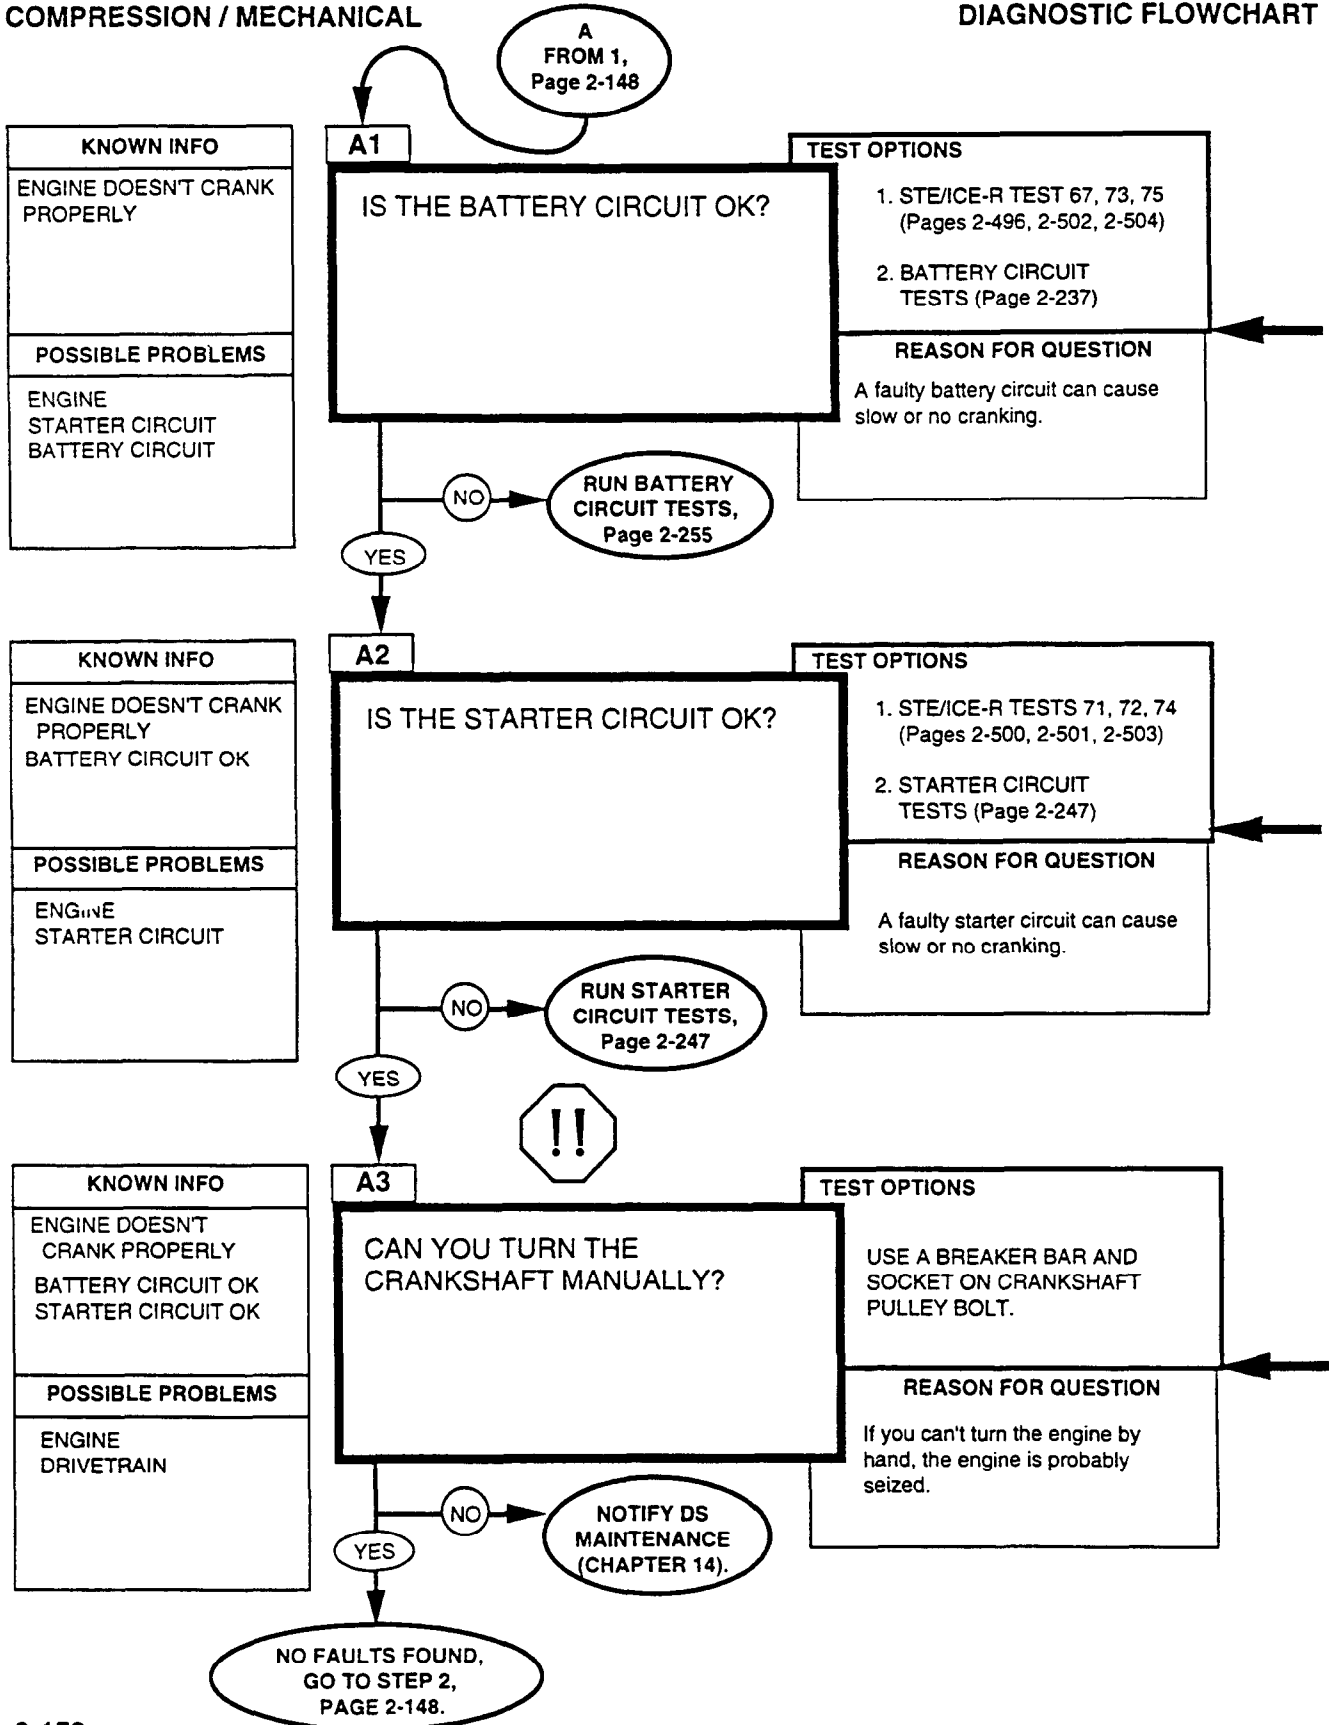 COMPRESSION / MECHANICAL
DIAGNOSTIC FLOWCHART
A
FROM 1,
Page 2-148
KNOWN INFO
ENGINE DOESN'T CRANK
PROPERLY
POSSIBLE PROBLEMS
ENGINE
STARTER CIRCUIT
BATTERY CIRCUIT
A1
IS THE BATTERY CIRCUIT OK?
TEST OPTIONS
1. STE/ICE-R TEST 67, 73, 75
(Pages 2-496, 2-502, 2-504)
2. BATTERY CIRCUIT
TESTS (Page 2-237)
REASON FOR QUESTION
A faulty battery circuit can cause
slow or no cranking.
NO
RUN BATTERY
CIRCUIT TESTS,
Page 2-255
YES
KNOWN INFO
ENGINE DOESN'T CRANK
PROPERLY
BATTERY CIRCUIT OK
POSSIBLE PROBLEMS
ENGINE
STARTER CIRCUIT
A2
IS THE STARTER CIRCUIT OK?
TEST OPTIONS
1. STE/ICE-R TESTS 71, 72, 74
(Pages 2-500, 2-501, 2-503)
2. STARTER CIRCUIT
TESTS (Page 2-247)
REASON FOR QUESTION
A faulty starter circuit can cause
slow or no cranking.
NO
RUN STARTER
CIRCUIT TESTS,
Page 2-247
YES
!!
KNOWN INFO
ENGINE DOESN'T
CRANK PROPERLY
BATTERY CIRCUIT OK
STARTER CIRCUIT OK
POSSIBLE PROBLEMS
ENGINE
DRIVETRAIN
A3
CAN YOU TURN THE
CRANKSHAFT MANUALLY?
TEST OPTIONS
USE A BREAKER BAR AND
SOCKET ON CRANKSHAFT
PULLEY BOLT.
REASON FOR QUESTION
If you can't turn the engine by
hand, the engine is probably
seized.
NO
NOTIFY DS
MAINTENANCE
(CHAPTER 14).
YES
NO FAULTS FOUND,
GO TO STEP 2,
PAGE 2-148.